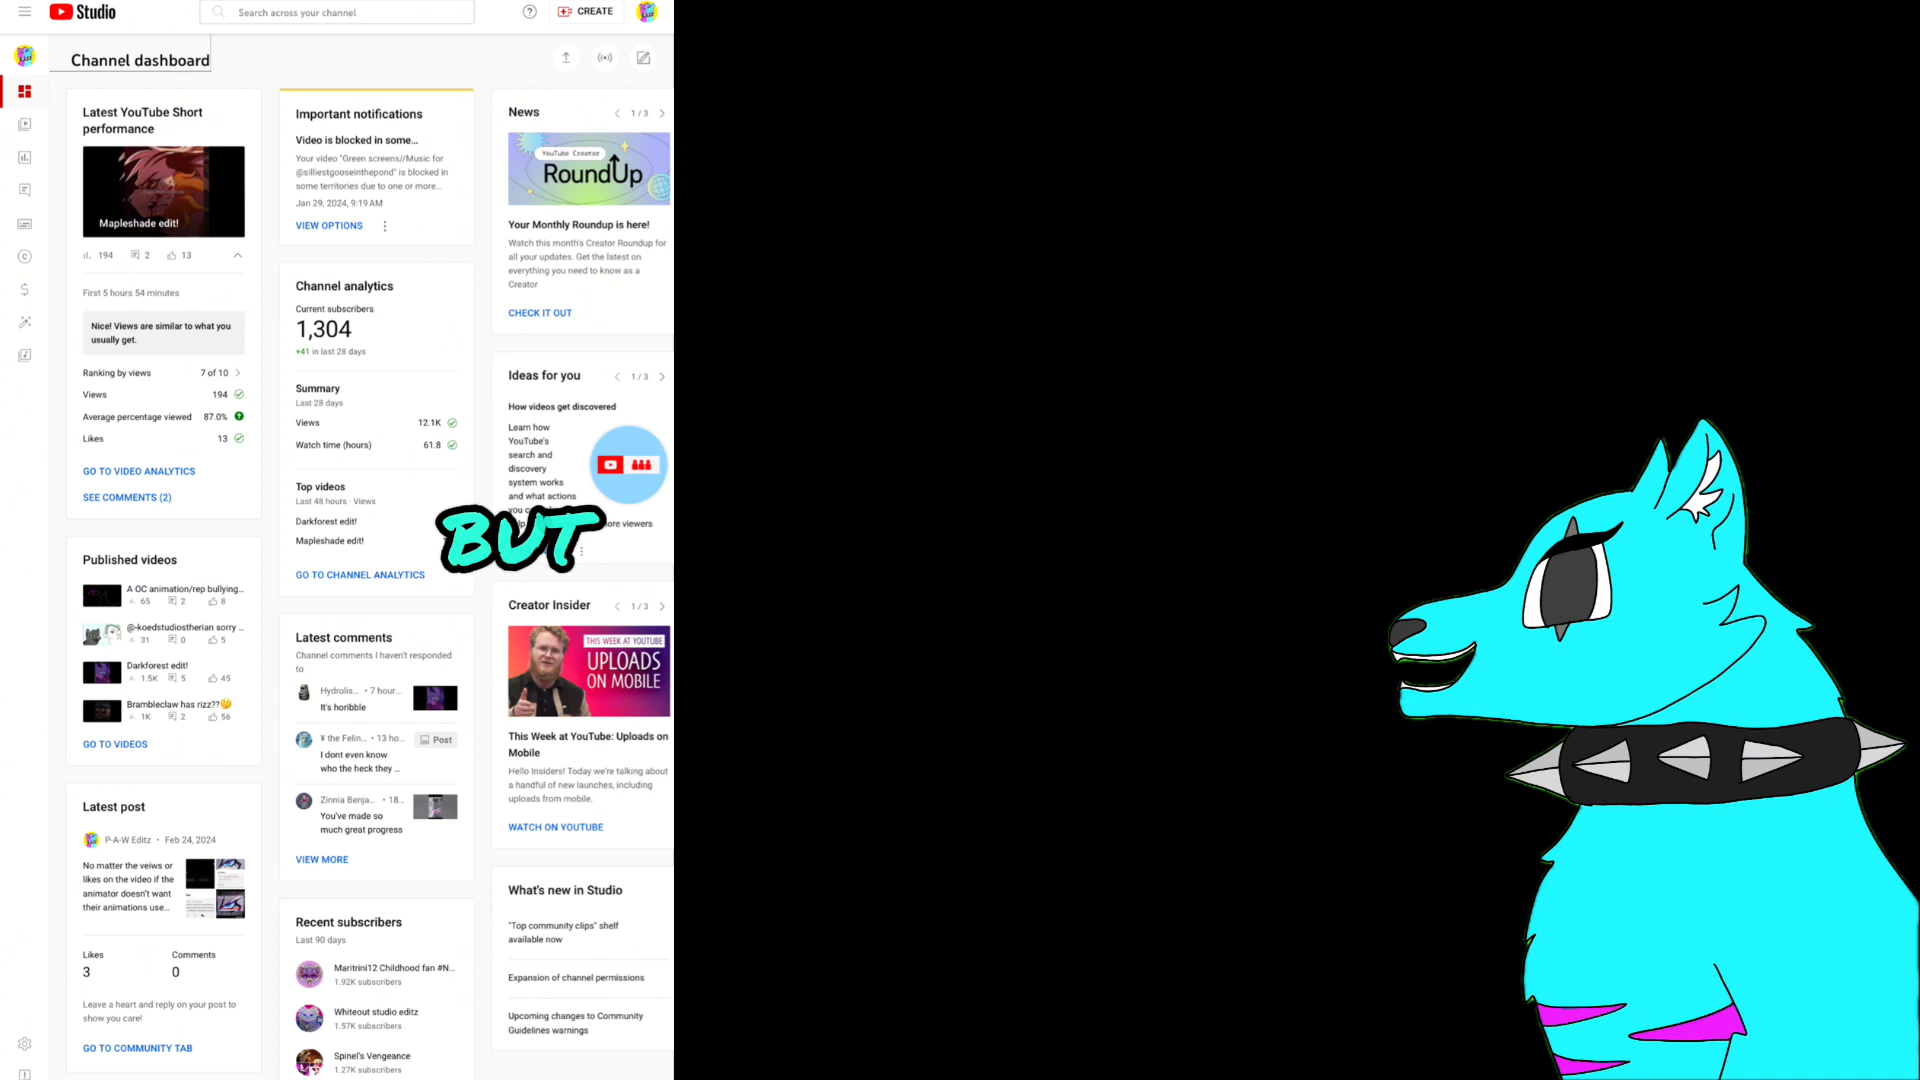 Studio
Search across your channel
CREATE
Channel dashboard
Latest YouTube Short
performance
Mapleshade edit!
194 2 13
First 5 hours 54 minutes
Nice! Views are similar to what you
usually get.
Ranking by views 7 of 10
Views 194
Average percentage viewed 87.0%
Likes 13
GO TO VIDEO ANALYTICS
SEE COMMENTS (2)
Published videos
A OC animation/rep bullying...
65 2 8
@-koedstudiostherian sorry ...
31 0 5
Darkforest edit!
1.5K 5 45
Brambleclaw has rizz??🤔
1K 2 56
GO TO VIDEOS
Latest post
P-A-W Editz • Feb 24, 2024
No matter the veiws or
likes on the video if the
animator doesn't want
their animations use...
Likes Comments
3 0
Leave a heart and reply on your post to
show you care!
GO TO COMMUNITY TAB
Important notifications
Video is blocked in some...
Your video "Green screens//Music for
@silliestgooseinthepond" is blocked in
some territories due to one or more...
Jan 29, 2024, 9:19 AM
VIEW OPTIONS
Channel analytics
Current subscribers
1,304
+41 in last 28 days
Summary
Last 28 days
Views 12.1K
Watch time (hours) 61.8
Top videos
Last 48 hours · Views
Darkforest edit!
Mapleshade edit!
GO TO CHANNEL ANALYTICS
BUT
Latest comments
Channel comments I haven't responded
to
Hydrolis... • 7 hour...
It's horibble
¥ the Felin... • 13 ho...
Post
I dont even know
who the heck they ...
Zinnia Benja... • 18...
You've made so
much great progress
VIEW MORE
Recent subscribers
Last 90 days
Maritrini12 Childhood fan #N...
1.92K subscribers
Whiteout studio editz
1.57K subscribers
Spinel's Vengeance
1.27K subscribers
News 1 / 3
YouTube Creator
RoundUp
Your Monthly Roundup is here!
Watch this month's Creator Roundup for
all your updates. Get the latest on
everything you need to know as a
Creator
CHECK IT OUT
Ideas for you 1 / 3
How videos get discovered
Learn how
YouTube's
search and
discovery
system works
and what actions
you
viewers
Creator Insider 1 / 3
THIS WEEK AT YOUTUBE
UPLOADS
ON MOBILE
This Week at YouTube: Uploads on
Mobile
Hello Insiders! Today we're talking about
a handful of new launches, including
uploads from mobile.
WATCH ON YOUTUBE
What's new in Studio
"Top community clips" shelf
available now
Expansion of channel permissions
Upcoming changes to Community
Guidelines warnings